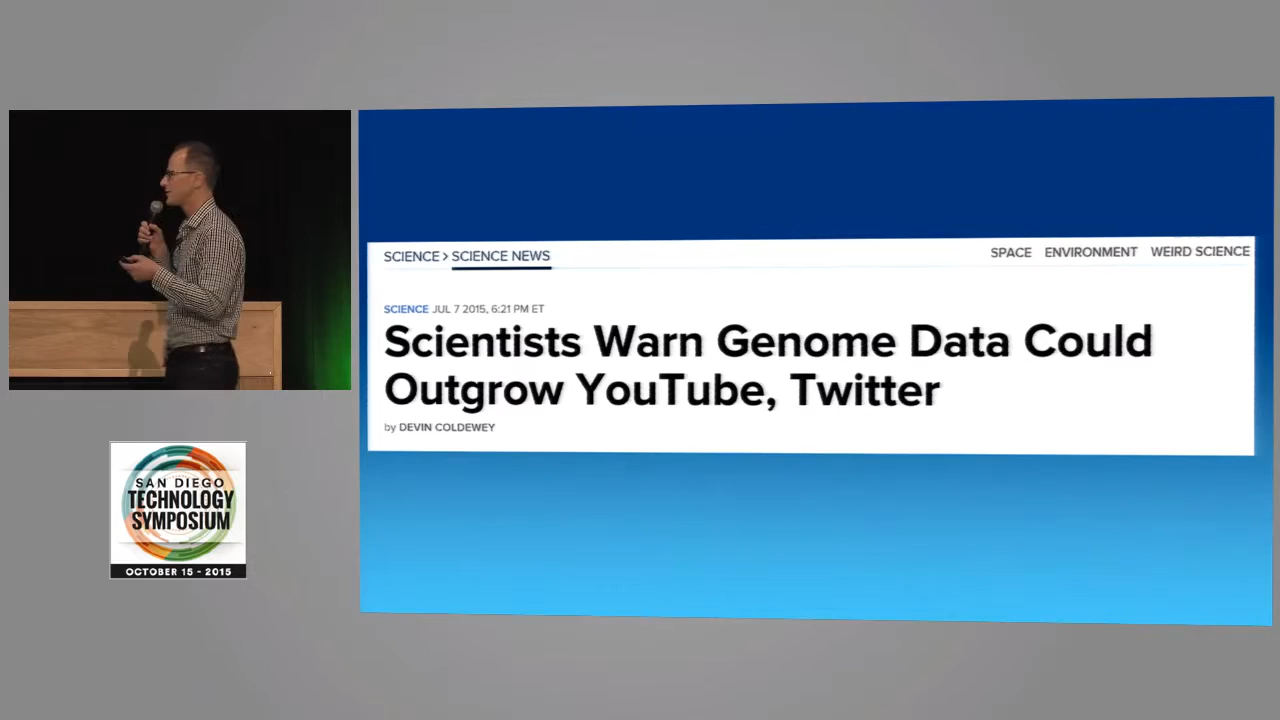 SCIENCE > SCIENCE NEWS
SPACE ENVIRONMENT WEIRD SCIENCE
SCIENCE JUL 7 2015, 6:21 PM ET
Scientists Warn Genome Data Could
Outgrow YouTube, Twitter
by DEVIN COLDEWEY
SAN DIEGO
TECHNOLOGY
SYMPOSIUM
OCTOBER 15 - 2015